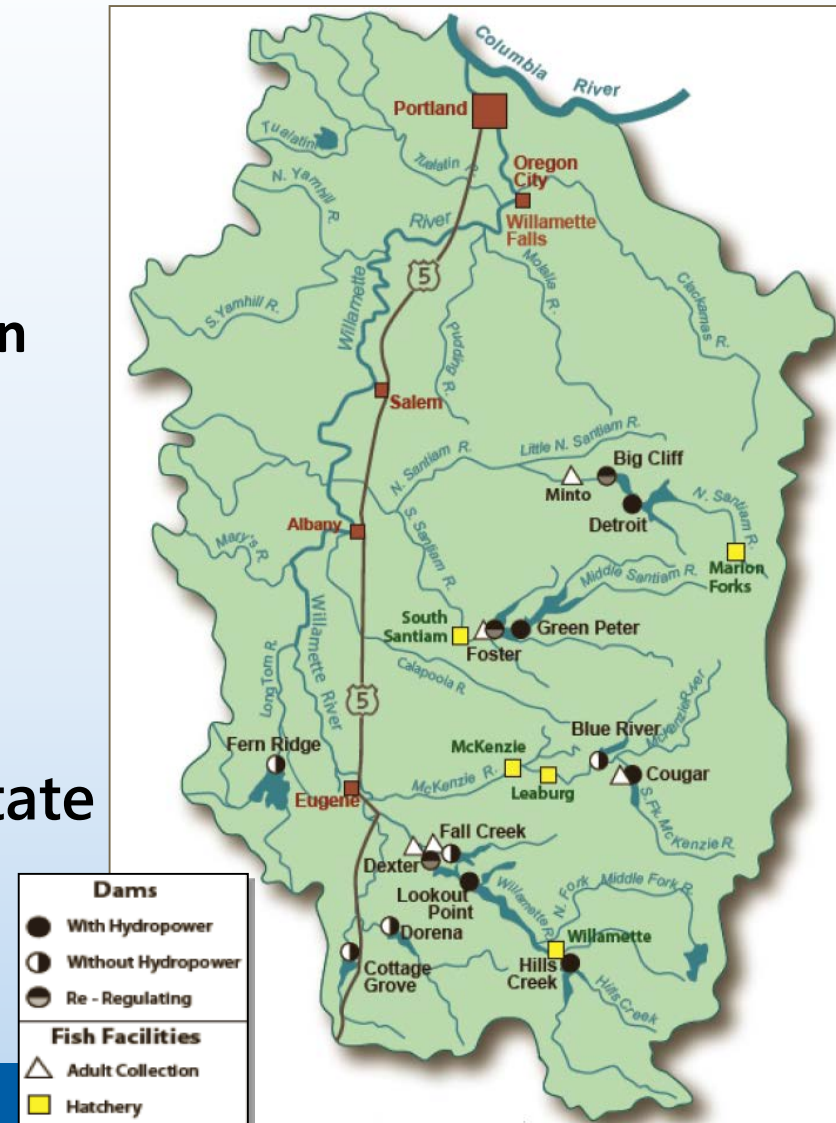 n
tate
Columbia
River
Portland
Tualatin
Tualatin R.
Oregon
City
N. Yamhill R.
Willamette
Falls
River
5
Molalla R.
Clackamas R.
Willamette
S. Yamhill R.
Pudding R.
Salem
Little N. Santiam R.
N. Santiam R.
Big Cliff
Minto
N. Santiam R.
Detroit
S. Santiam R.
Albany
Mary's R.
Marion
Forks
Middle Santiam R.
South
Santiam
Green Peter
Foster
Willamette River
Long Tom R.
Calapooia R.
5
McKenzie River
Blue River
Fern Ridge
McKenzie
McKenzie R.
Cougar
Leaburg
Eugene
S. Fk. McKenzie R.
Fall Creek
Dexter
Lookout
Point
Willamette R.
N. Fork Middle Fork R.
Dorena
Willamette
Cottage
Grove
Hills
Creek
Hills Creek
Dams
With Hydropower
Without Hydropower
Re - Regulating
Fish Facilities
Adult Collection
Hatchery